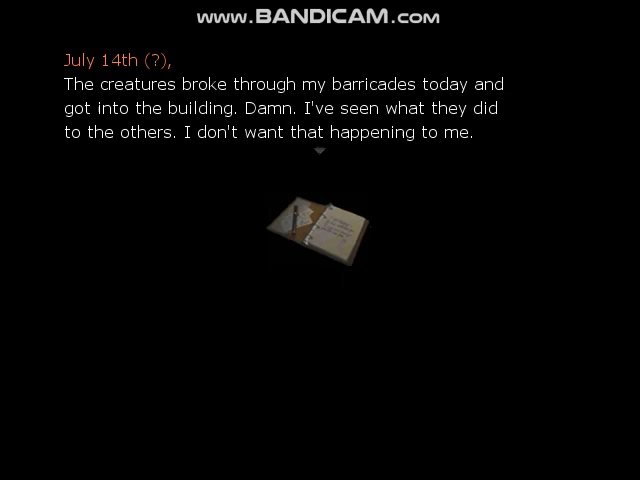 www.BANDICAM.com
July 14th (?),
The creatures broke through my barricades today and
got into the building. Damn. I've seen what they did
to the others. I don't want that happening to me.